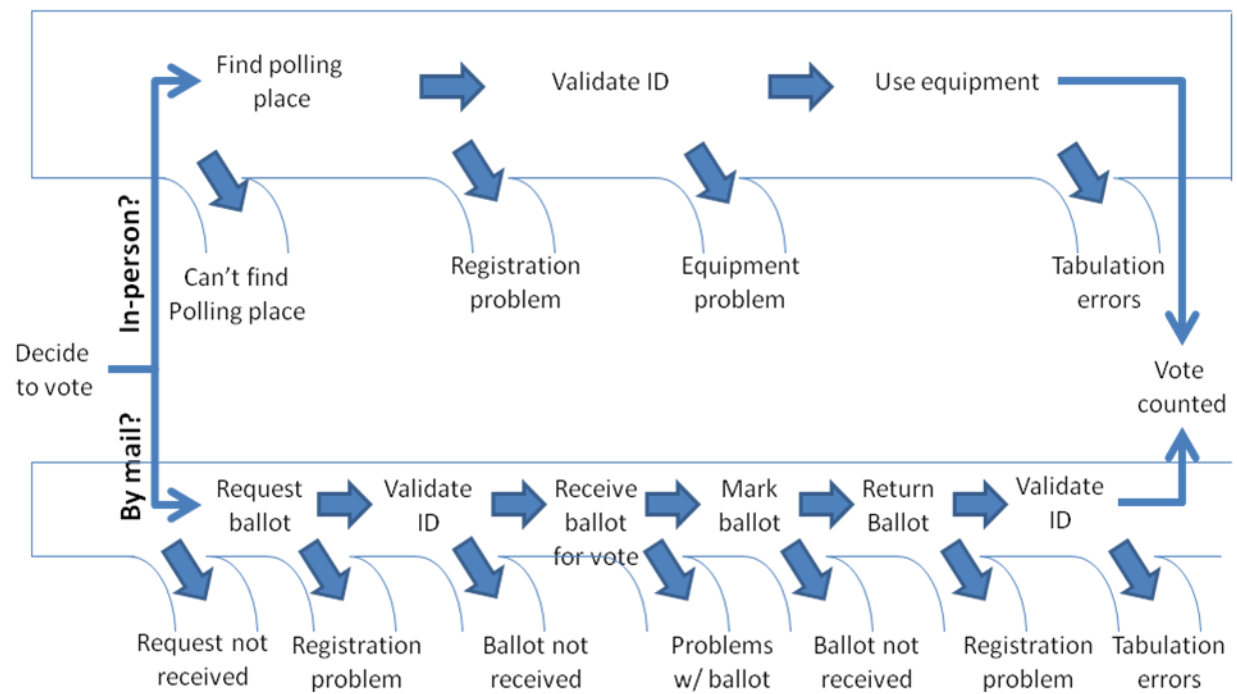 Find polling
place
Validate ID
Use equipment
Can't find
Polling place
Registration
problem
Equipment
problem
Tabulation
errors
In-person?
Decide
to vote
By mail?
Vote
counted
Request
ballot
Validate
ID
Receive
ballot
for vote
Mark
ballot
Return
Ballot
Validate
ID
Request not
received
Registration
problem
Ballot not
received
Problems
w/ ballot
Ballot not
received
Registration
problem
Tabulation
errors